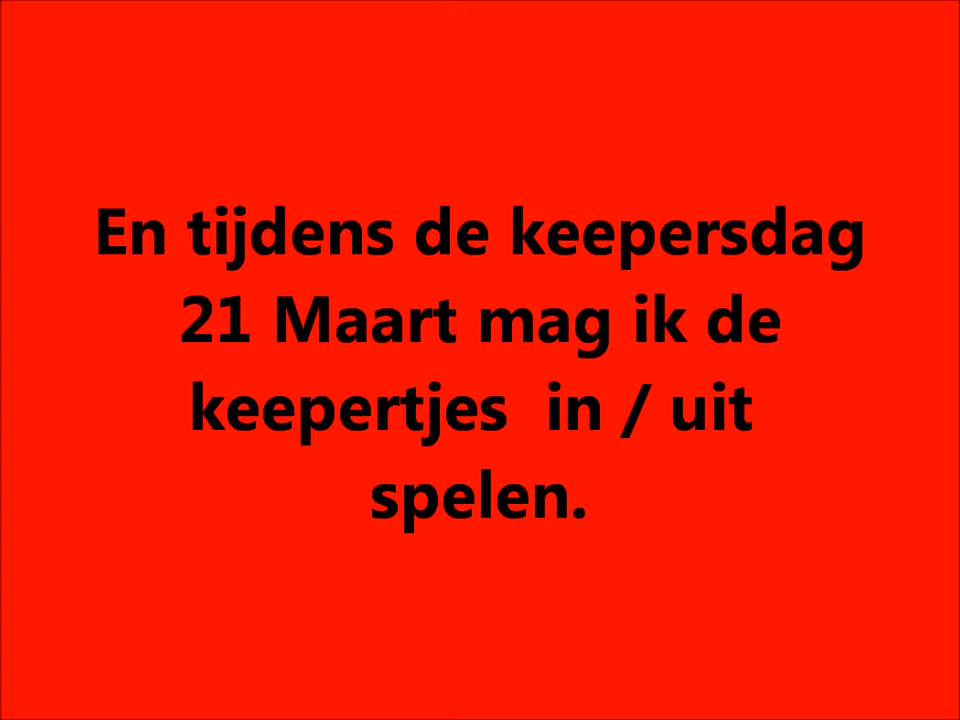 En tijdens de keepersdag
21 Maart mag ik de
keepertjes  in / uit
spelen.